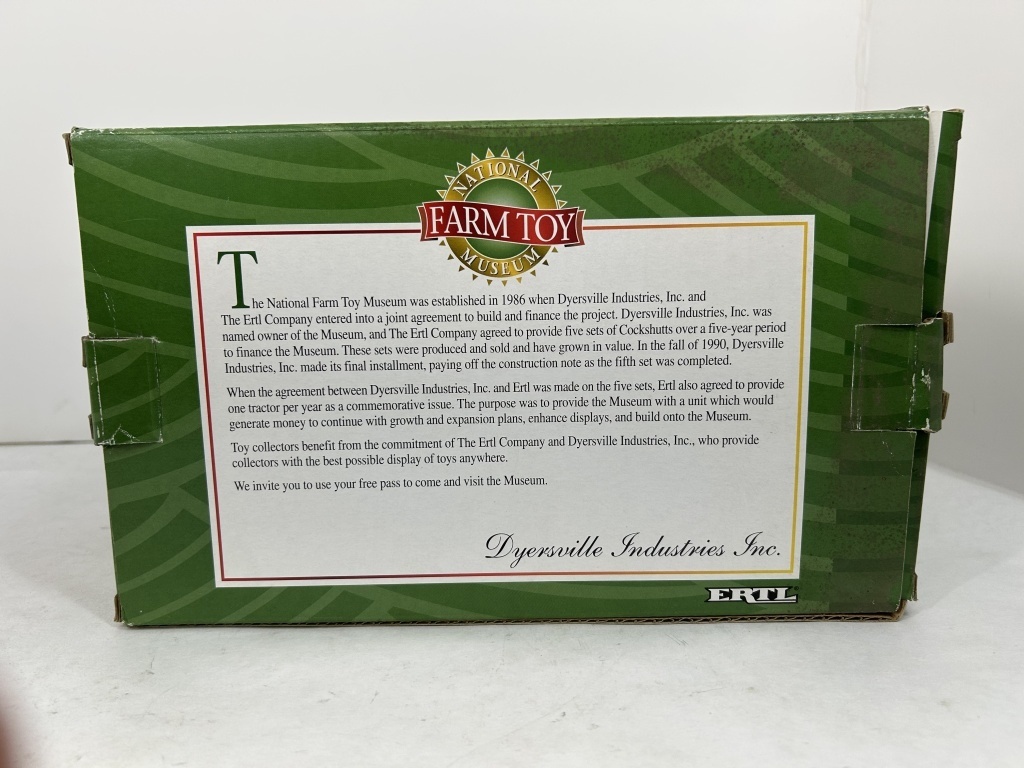 NATIONAL
FARM TOY
MUSEUM
The National Farm Toy Museum was established in 1986 when Dyersville Industries, Inc. and
The Ertl Company entered into a joint agreement to build and finance the project. Dyersville Industries, Inc. was
named owner of the Museum, and The Ertl Company agreed to provide five sets of Cockshutts over a five-year period
to finance the Museum. These sets were produced and sold and have grown in value. In the fall of 1990, Dyersville
Industries, Inc. made its final installment, paying off the construction note as the fifth set was completed.
When the agreement between Dyersville Industries, Inc. and Ertl was made on the five sets, Ertl also agreed to provide
one tractor per year as a commemorative issue. The purpose was to provide the Museum with a unit which would
generate money to continue with growth and expansion plans, enhance displays, and build onto the Museum.
Toy collectors benefit from the commitment of The Ertl Company and Dyersville Industries, Inc., who provide
collectors with the best possible display of toys anywhere.
We invite you to use your free pass to come and visit the Museum.
Dyersville Industries Inc.
ERTL